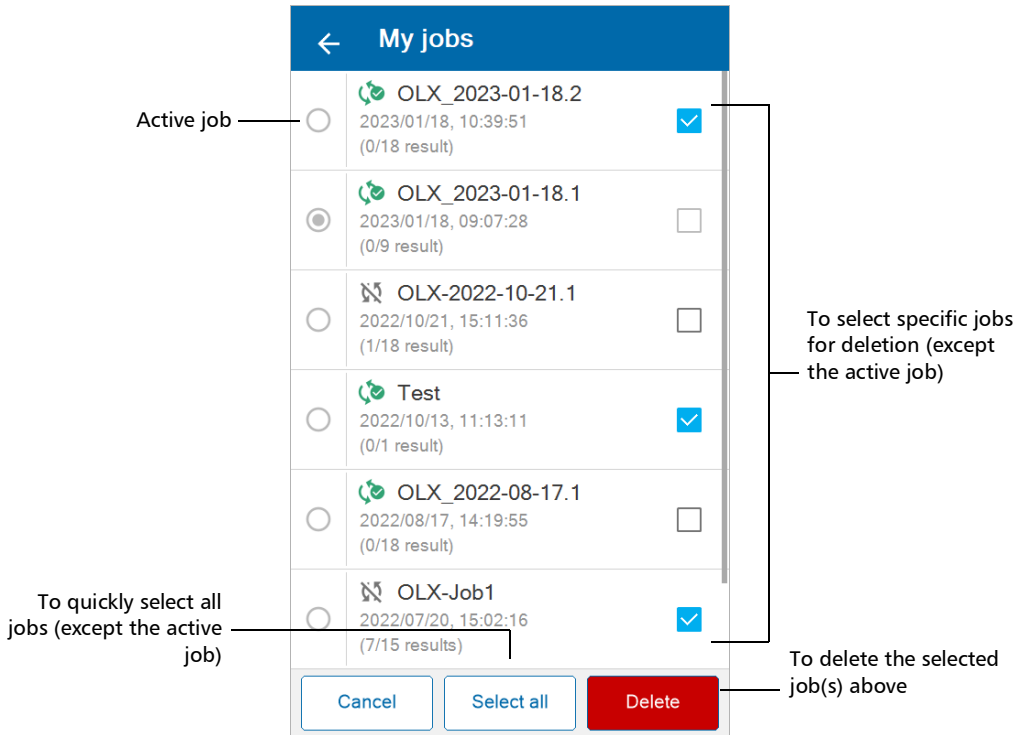 My jobs
OLX_2023-01-18.2
2023/01/18, 10:39:51
(0/18 result)
Active job
OLX_2023-01-18.1
2023/01/18, 09:07:28
(0/9 result)
OLX-2022-10-21.1
2022/10/21, 15:11:36
(1/18 result)
To select specific jobs
for deletion (except
the active job)
Test
2022/10/13, 11:13:11
(0/1 result)
OLX_2022-08-17.1
2022/08/17, 14:19:55
(0/18 result)
OLX-Job1
2022/07/20, 15:02:16
(7/15 results)
To quickly select all
jobs (except the active
job)
To delete the selected
job(s) above
Cancel
Select all
Delete